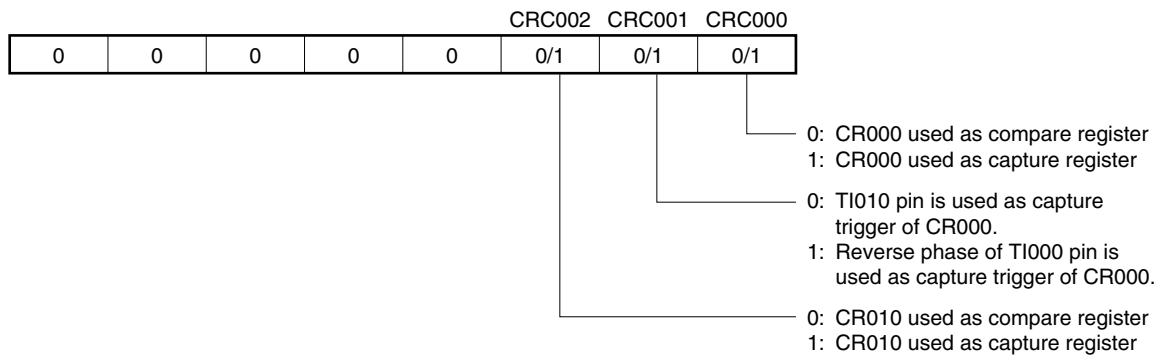 CRC002 CRC001 CRC000
0 0 0 0 0 0/1 0/1 0/1
0: CR000 used as compare register
1: CR000 used as capture register
0: TI010 pin is used as capture
trigger of CR000.
1: Reverse phase of TI000 pin is
used as capture trigger of CR000.
0: CR010 used as compare register
1: CR010 used as capture register